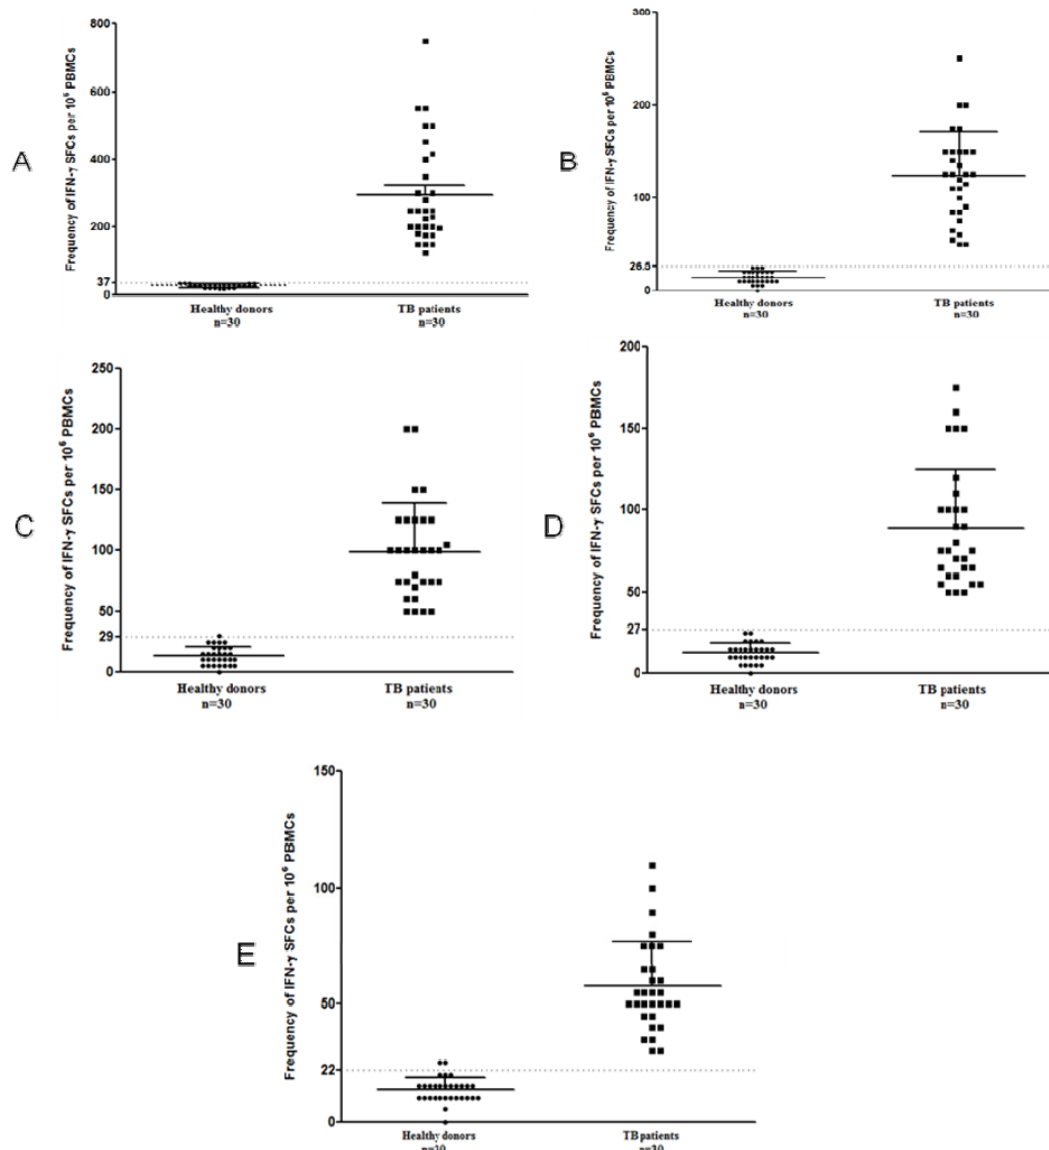 A
Frequency of IFN-γ SFCs per 10⁶ PBMCs
800
600
400
200
37
0
Healthy donors
n=30
TB patients
n=30
B
Frequency of IFN-γ SFCs per 10⁶ PBMCs
300
200
100
26.5
0
Healthy donors
n=30
TB patients
n=30
C
Frequency of IFN-γ SFCs per 10⁶ PBMCs
250
200
150
100
50
29
0
Healthy donors
n=30
TB patients
n=30
D
Frequency of IFN-γ SFCs per 10⁶ PBMCs
200
150
100
50
27
0
Healthy donors
n=30
TB patients
n=30
E
Frequency of IFN-γ SFCs per 10⁶ PBMCs
150
100
50
22
0
Healthy donors
TB patients
n=30